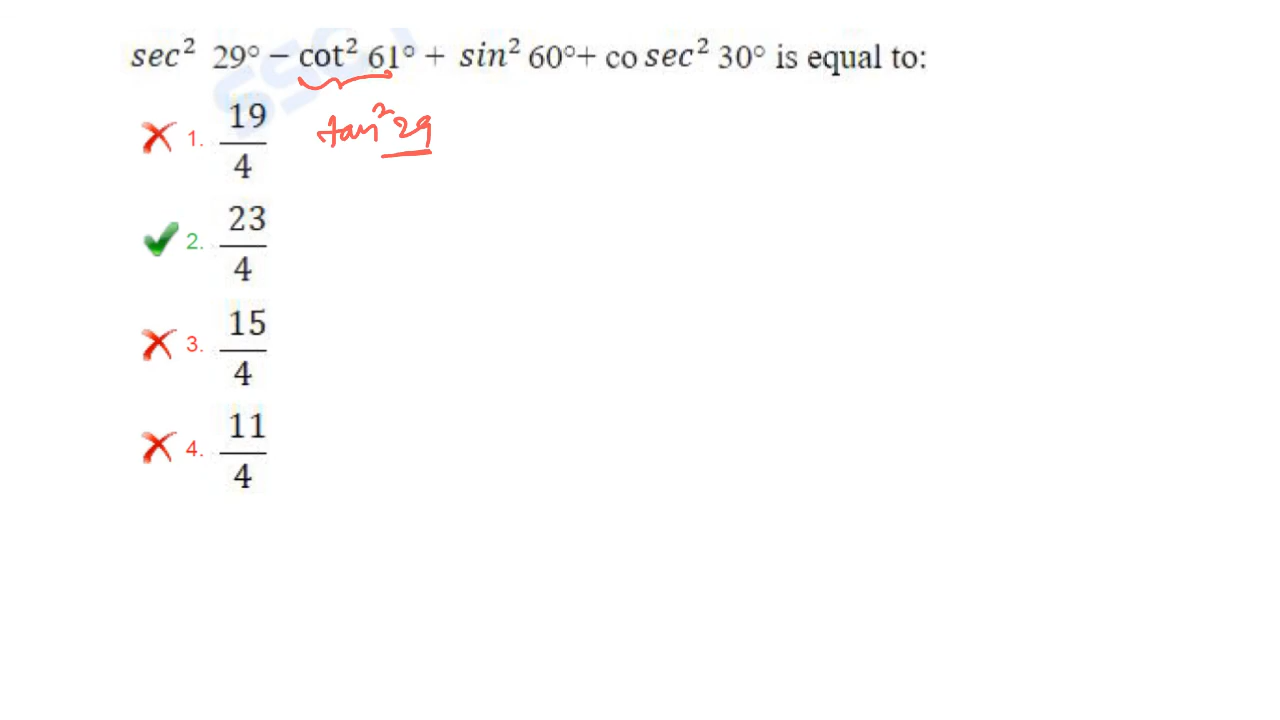 sec² 29° − cot² 61° + sin² 60°+ co sec² 30° is equal to:
tan² 29
1. 19/4
2. 23/4
3. 15/4
4. 11/4